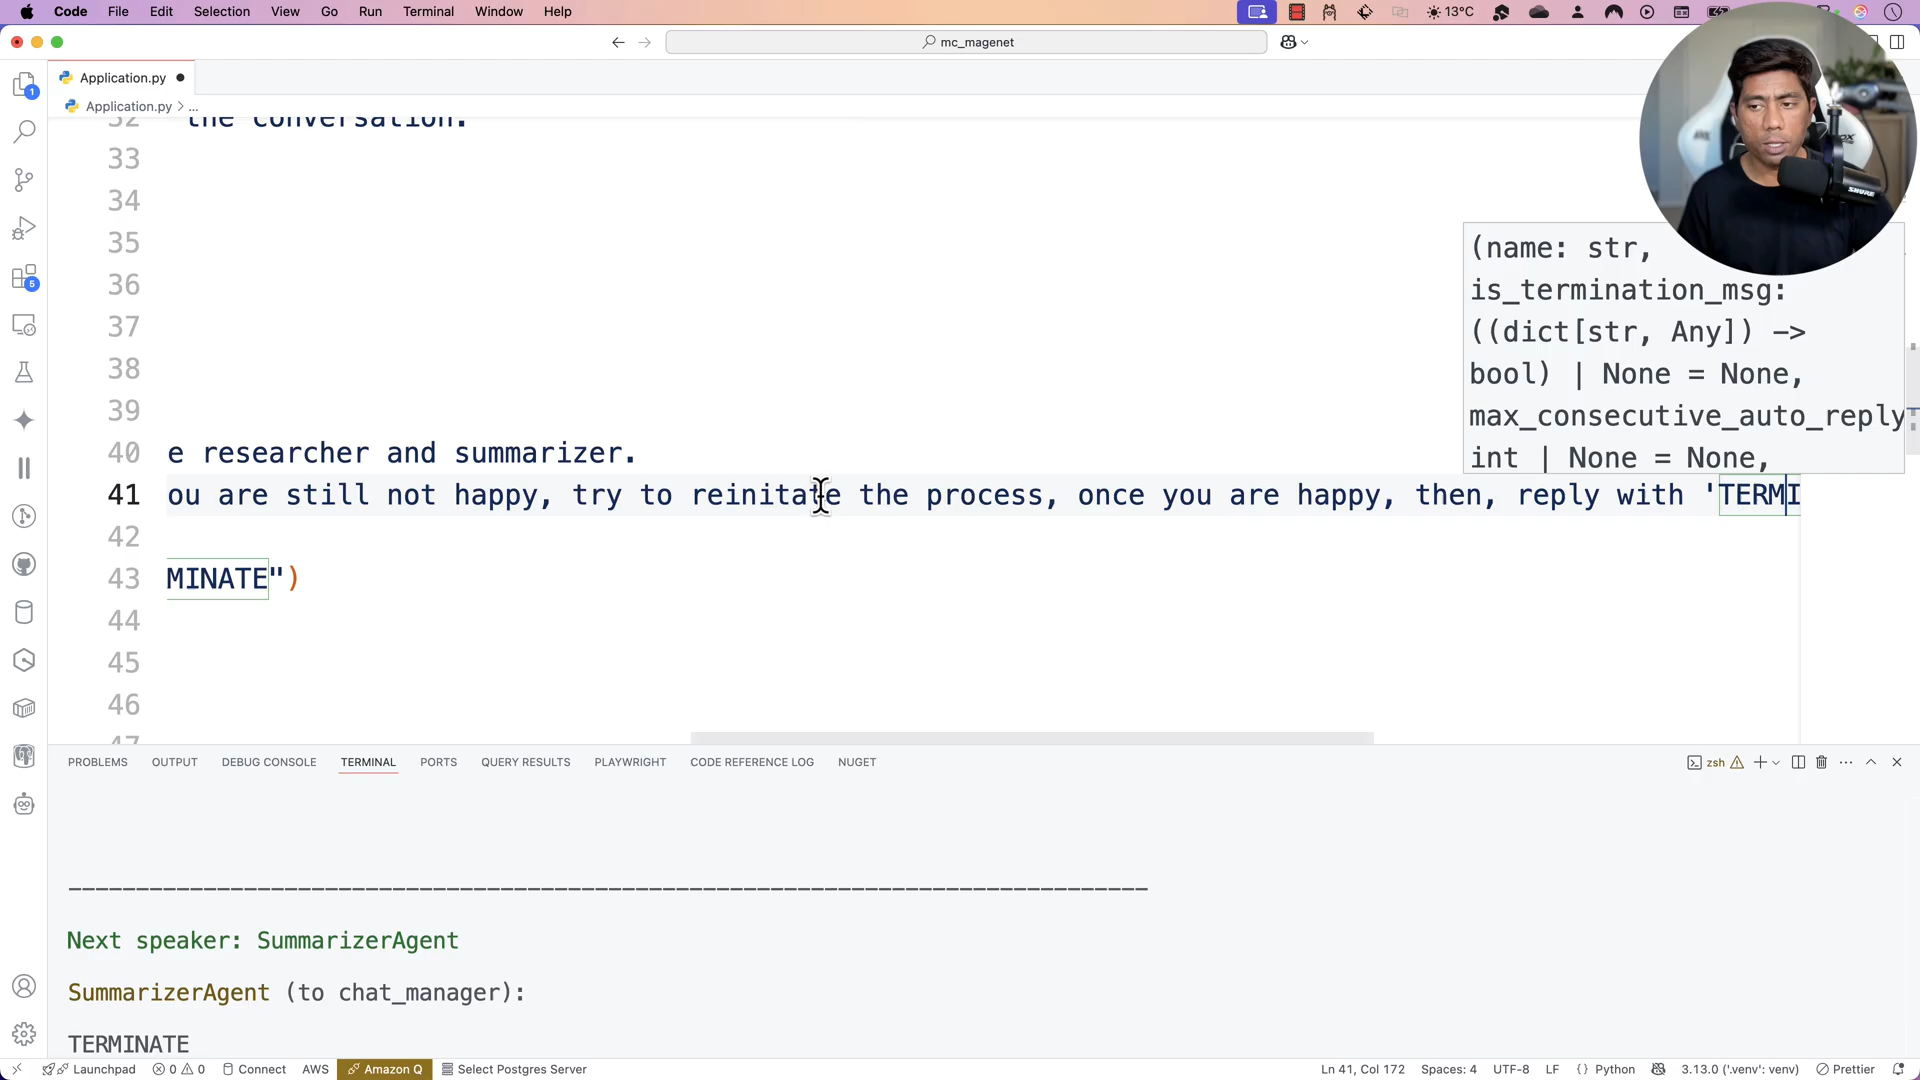 Code File Edit Selection View Go Run Terminal Window Help 13°C
mc_magenet
Application.py
Application.py > ...
32 the conversation.
33
34
35
36
37
38
39
40 e researcher and summarizer.
41 ou are still not happy, try to reinitate the process, once you are happy, then, reply with 'TERMI
42
43 MINATE")
44
45
46
47
(name: str,
is_termination_msg:
((dict[str, Any]) ->
bool) | None = None,
max_consecutive_auto_reply
int | None = None,
1
5
SHURE
PROBLEMS OUTPUT DEBUG CONSOLE TERMINAL PORTS QUERY RESULTS PLAYWRIGHT CODE REFERENCE LOG NUGET zsh
--------------------------------------------------------------------------------
Next speaker: SummarizerAgent
SummarizerAgent (to chat_manager):
TERMINATE
Launchpad 0 0 Connect AWS Amazon Q Select Postgres Server Ln 41, Col 172 Spaces: 4 UTF-8 LF { } Python 3.13.0 ('.venv': venv) Prettier